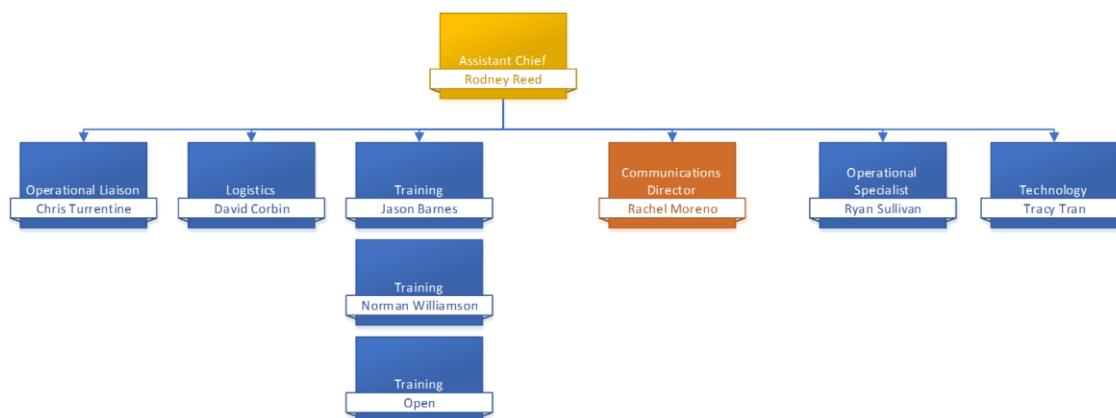 Assistant Chief
Rodney Reed
Operational Liaison
Chris Turrentine
Logistics
David Corbin
Training
Jason Barnes
Communications
Director
Rachel Moreno
Operational
Specialist
Ryan Sullivan
Technology
Tracy Tran
Training
Norman Williamson
Training
Open